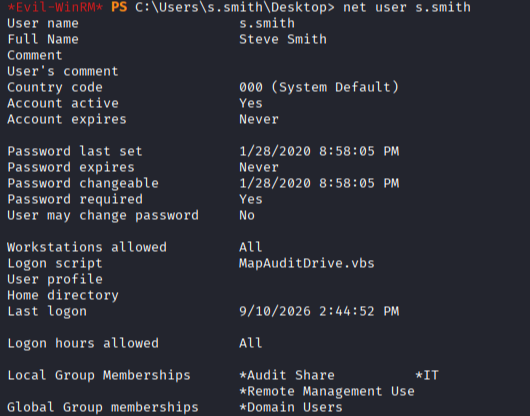 *Evil-WinRM* PS C:\Users\s.smith\Desktop> net user s.smith
User name                    s.smith
Full Name                    Steve Smith
Comment
User's comment
Country code                 000 (System Default)
Account active               Yes
Account expires              Never

Password last set            1/28/2020 8:58:05 PM
Password expires             Never
Password changeable          1/28/2020 8:58:05 PM
Password required            Yes
User may change password     No

Workstations allowed         All
Logon script                 MapAuditDrive.vbs
User profile
Home directory
Last logon                   9/10/2026 2:44:52 PM

Logon hours allowed          All

Local Group Memberships      *Audit Share          *IT
                             *Remote Management Use
Global Group memberships     *Domain Users